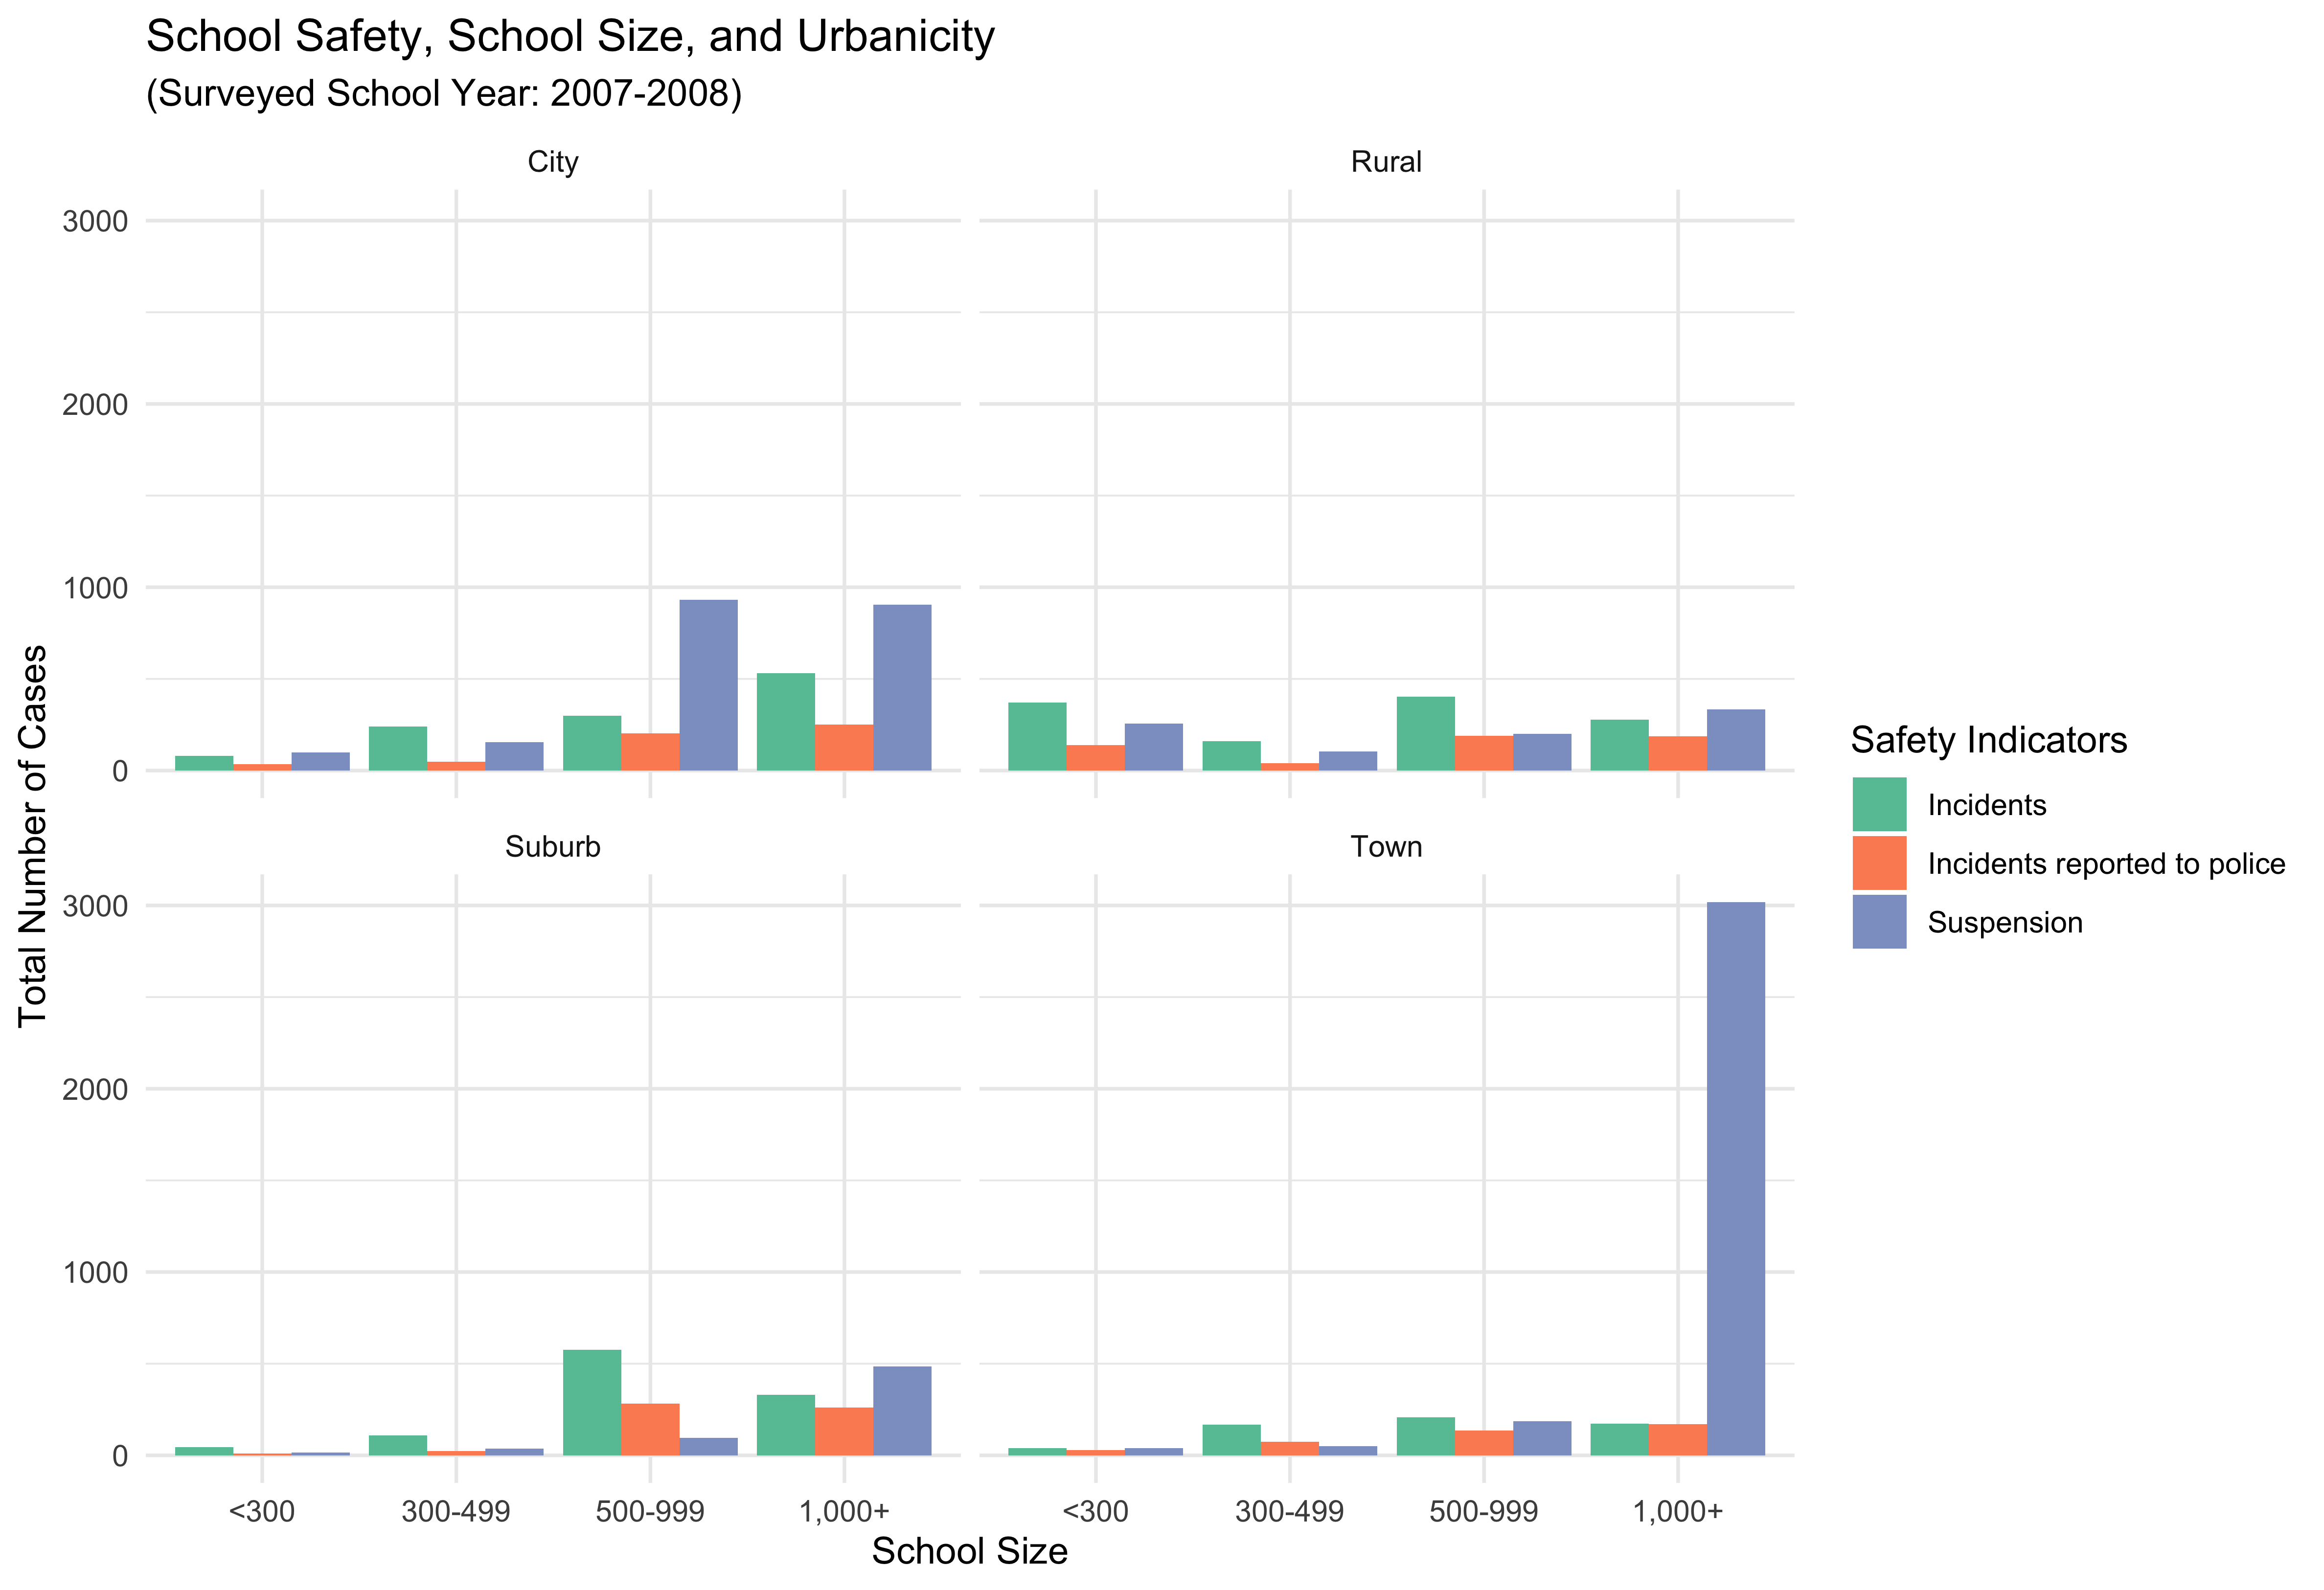 School Safety, School Size, and Urbanicity
(Surveyed School Year: 2007-2008)
City
Rural
3000
2000
1000
0
Suburb
Town
3000
2000
1000
0
<300
300-499
500-999
1,000+
<300
300-499
500-999
1,000+
School Size
Total Number of Cases
Safety Indicators
Incidents
Incidents reported to police
Suspension